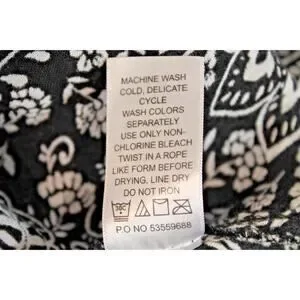 MACHINE WASH
COLD, DELICATE
CYCLE
WASH COLORS
SEPARATELY
USE ONLY NON-
CHLORINE BLEACH
TWIST IN A ROPE
LIKE FORM BEFORE
DRYING, LINE DRY
DO NOT IRON
P.O NO 53559688